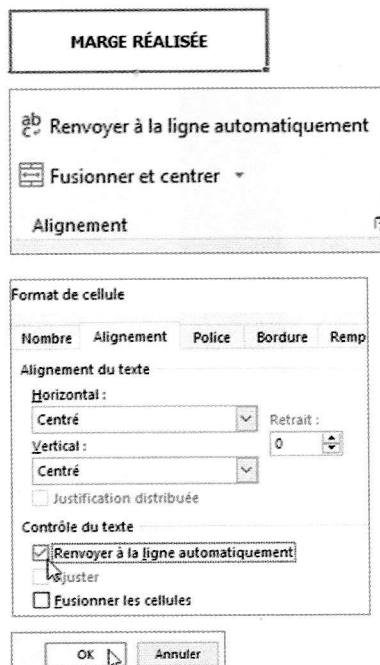 MARGE RÉALISÉE
ab
c
Renvoyer à la ligne automatiquement
Fusionner et centrer
Alignement
Format de cellule
Nombre Alignement Police Bordure Remp
Alignement du texte
Horizontal :
Centré
Retrait :
Vertical :
0
Centré
Justification distribuée
Contrôle du texte
Renvoyer à la ligne automatiquement
Ajuster
Fusionner les cellules
OK Annuler